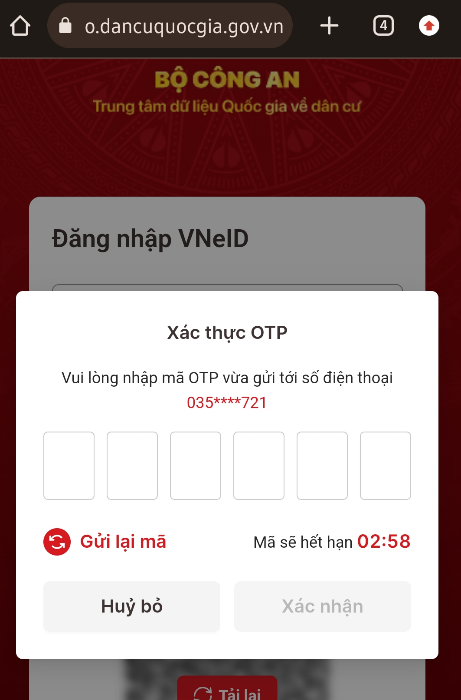 o.dancuquocgia.gov.vn
4
BỘ CÔNG AN
Trung tâm dữ liệu Quốc gia về dân cư
Đăng nhập VNeID
Xác thực OTP
Vui lòng nhập mã OTP vừa gửi tới số điện thoại
035****721
Gửi lại mã
Mã sẽ hết hạn 02:58
Huỷ bỏ
Xác nhận
Tải lại